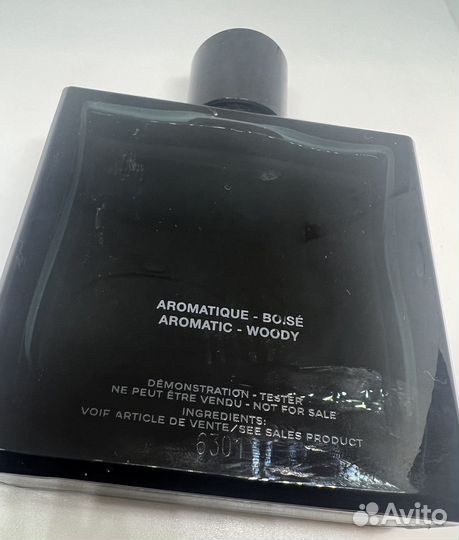 AROMATIQUE - BOISÉ
AROMATIC - WOODY
DÉMONSTRATION - TESTER
NE PEUT ÊTRE VENDU - NOT FOR SALE
INGREDIENTS:
VOIR ARTICLE DE VENTE/SEE SALES PRODUCT
6301
Avito